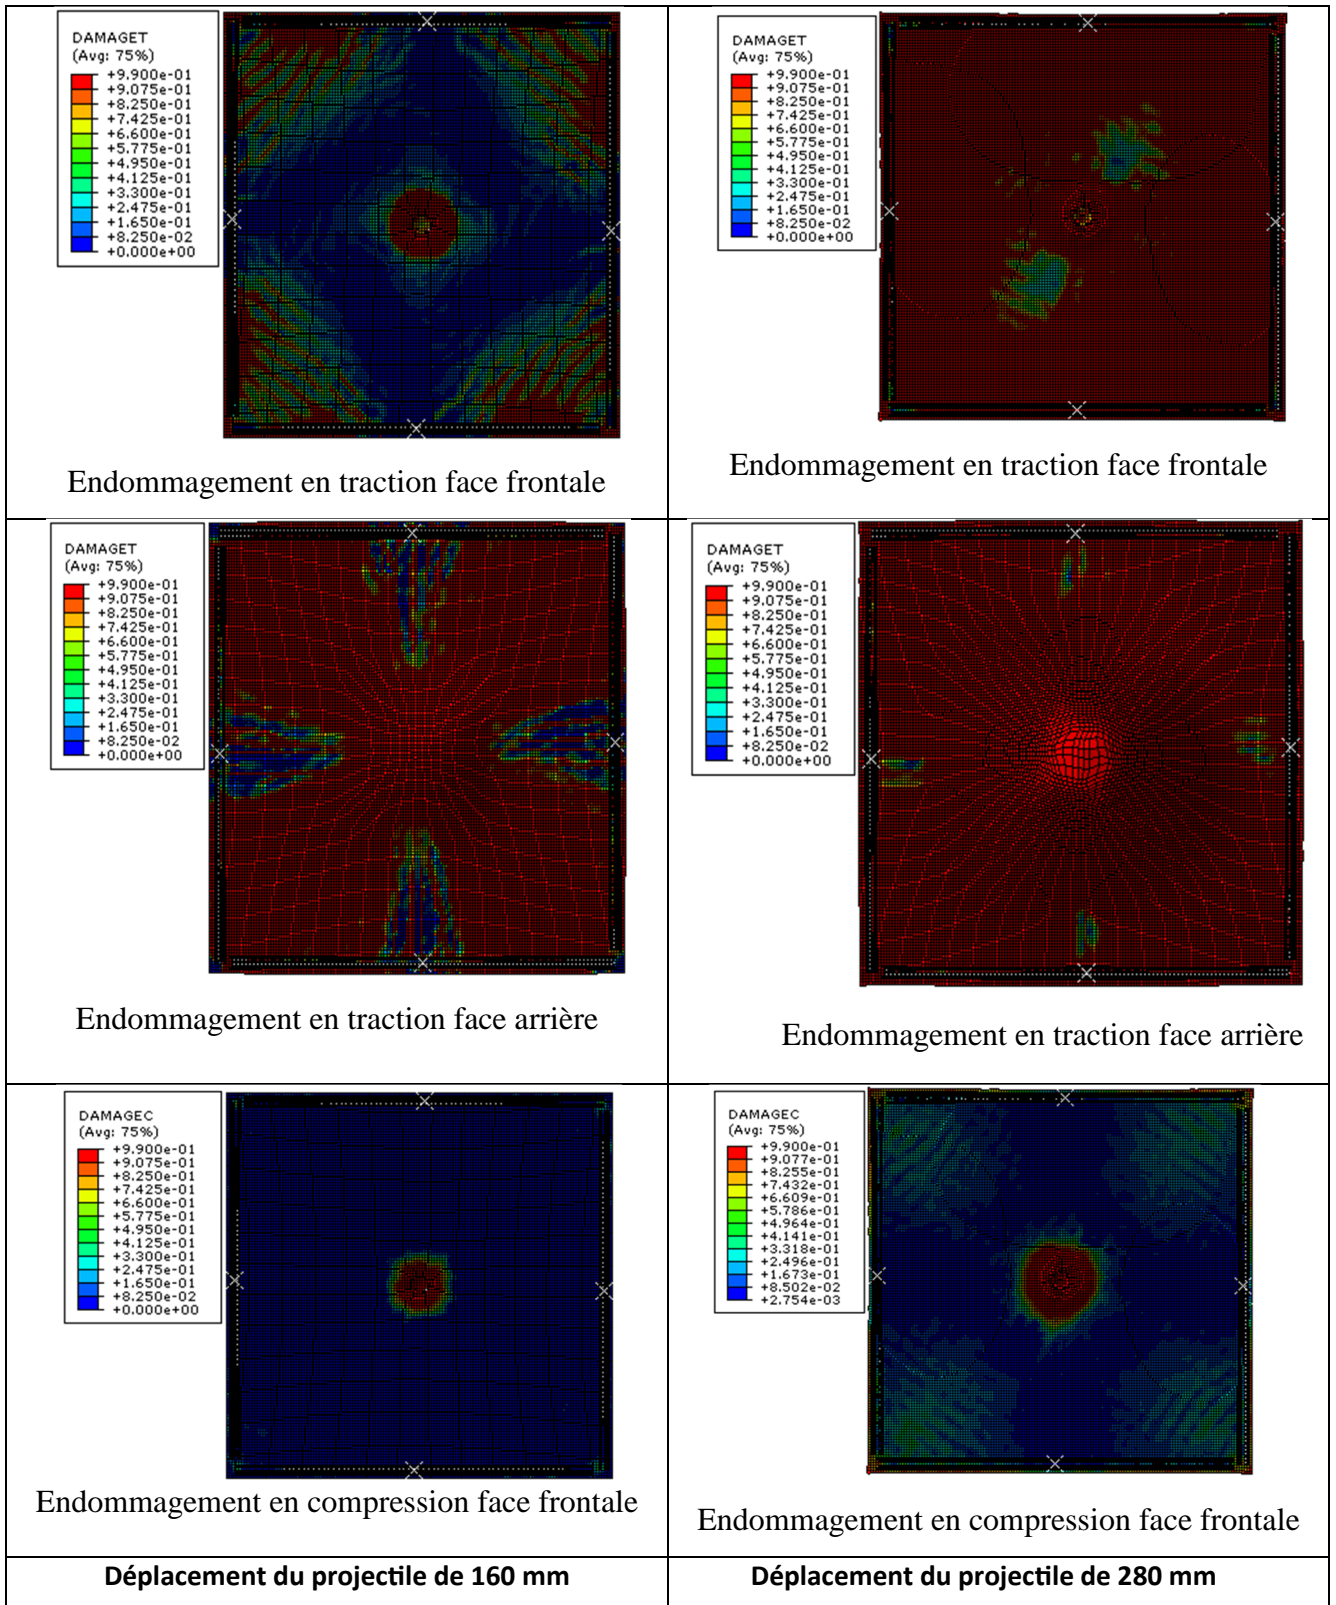 DAMAGET
(Avg: 75%)
+9.900e-01
+9.075e-01
+8.250e-01
+7.425e-01
+6.600e-01
+5.775e-01
+4.950e-01
+4.125e-01
+3.300e-01
+2.475e-01
+1.650e-01
+8.250e-02
+0.000e+00
Endommagement en traction face frontale
DAMAGET
(Avg: 75%)
+9.900e-01
+9.075e-01
+8.250e-01
+7.425e-01
+6.600e-01
+5.775e-01
+4.950e-01
+4.125e-01
+3.300e-01
+2.475e-01
+1.650e-01
+8.250e-02
+0.000e+00
Endommagement en traction face frontale
DAMAGET
(Avg: 75%)
+9.900e-01
+9.075e-01
+8.250e-01
+7.425e-01
+6.600e-01
+5.775e-01
+4.950e-01
+4.125e-01
+3.300e-01
+2.475e-01
+1.650e-01
+8.250e-02
+0.000e+00
Endommagement en traction face arrière
DAMAGET
(Avg: 75%)
+9.900e-01
+9.075e-01
+8.250e-01
+7.425e-01
+6.600e-01
+5.775e-01
+4.950e-01
+4.125e-01
+3.300e-01
+2.475e-01
+1.650e-01
+8.250e-02
+0.000e+00
Endommagement en traction face arrière
DAMAGEC
(Avg: 75%)
+9.900e-01
+9.075e-01
+8.250e-01
+7.425e-01
+6.600e-01
+5.775e-01
+4.950e-01
+4.125e-01
+3.300e-01
+2.475e-01
+1.650e-01
+8.250e-02
+0.000e+00
Endommagement en compression face frontale
DAMAGEC
(Avg: 75%)
+9.900e-01
+9.077e-01
+8.255e-01
+7.432e-01
+6.609e-01
+5.786e-01
+4.964e-01
+4.141e-01
+3.318e-01
+2.496e-01
+1.673e-01
+8.502e-02
+2.754e-03
Endommagement en compression face frontale
Déplacement du projectile de 160 mm
Déplacement du projectile de 280 mm